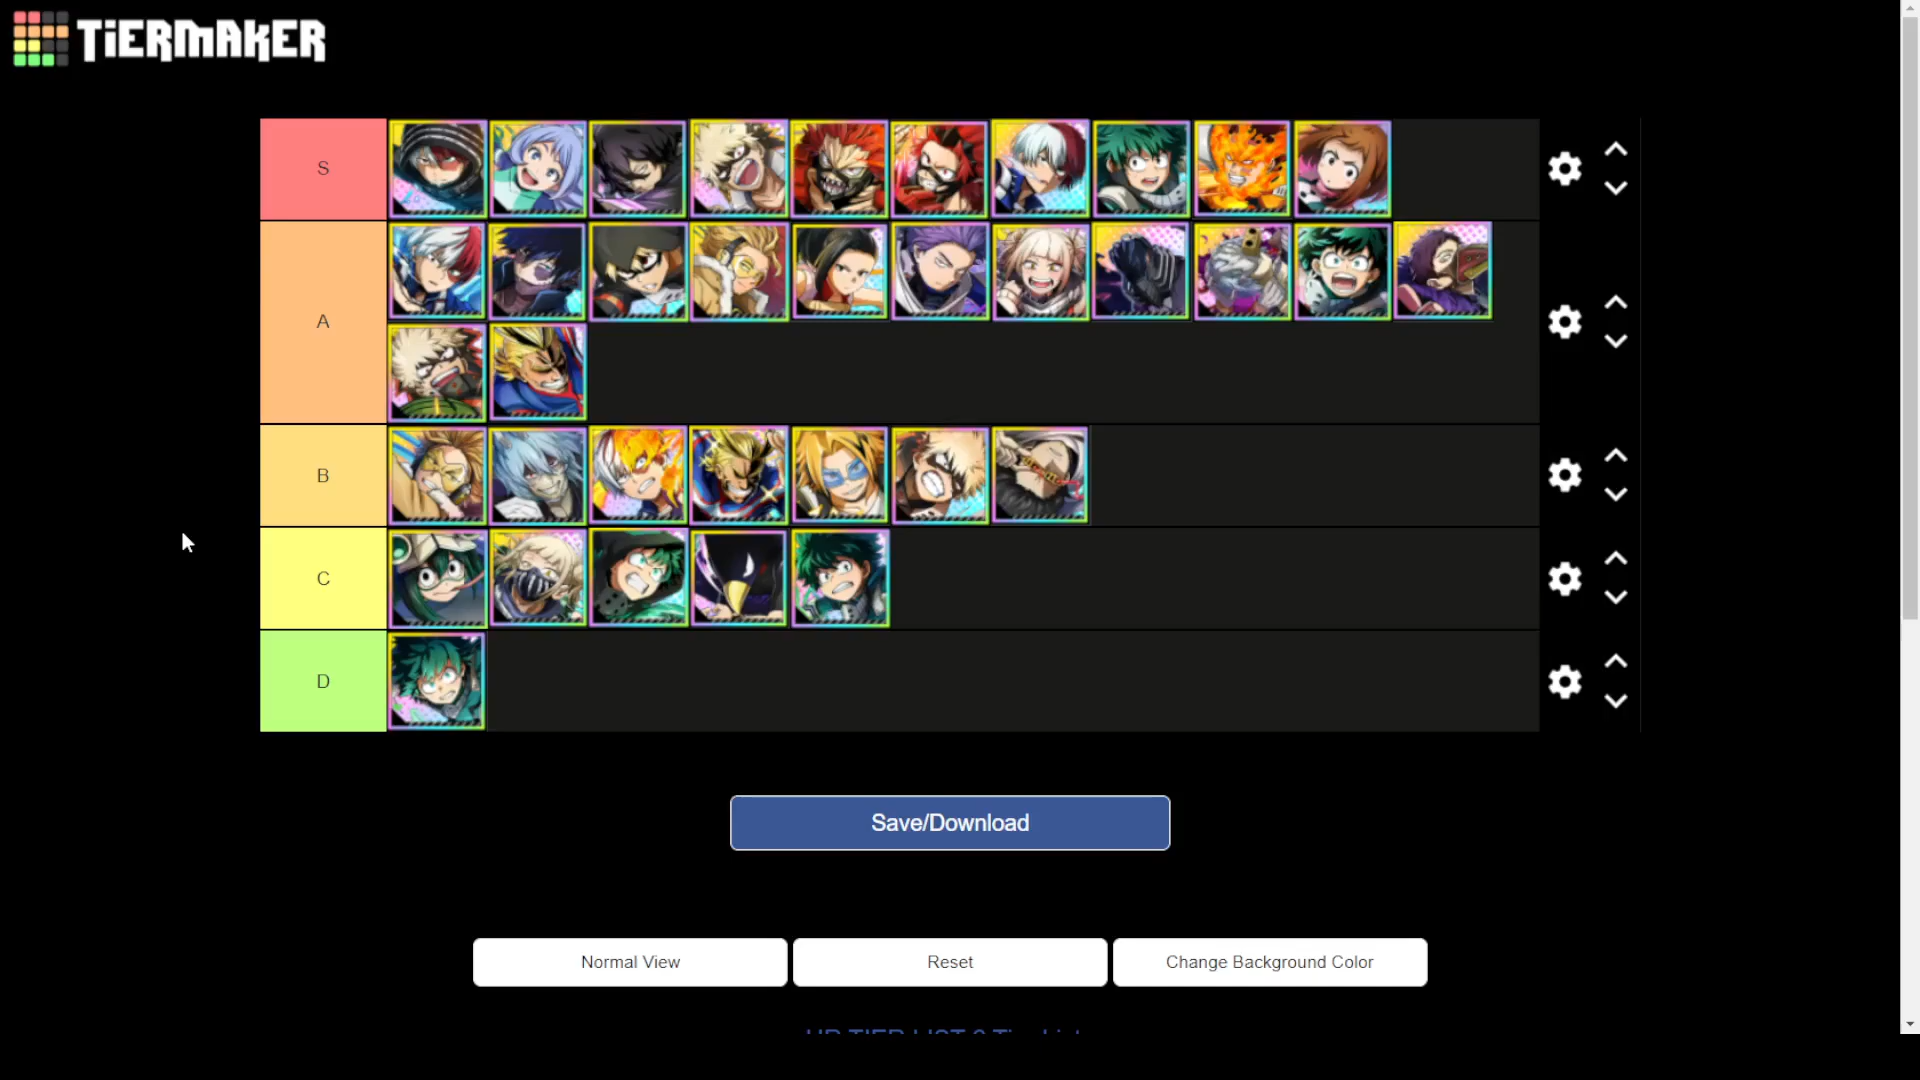 TiERMAKER
S
A
B
C
D
Save/Download
Normal View
Reset
Change Background Color